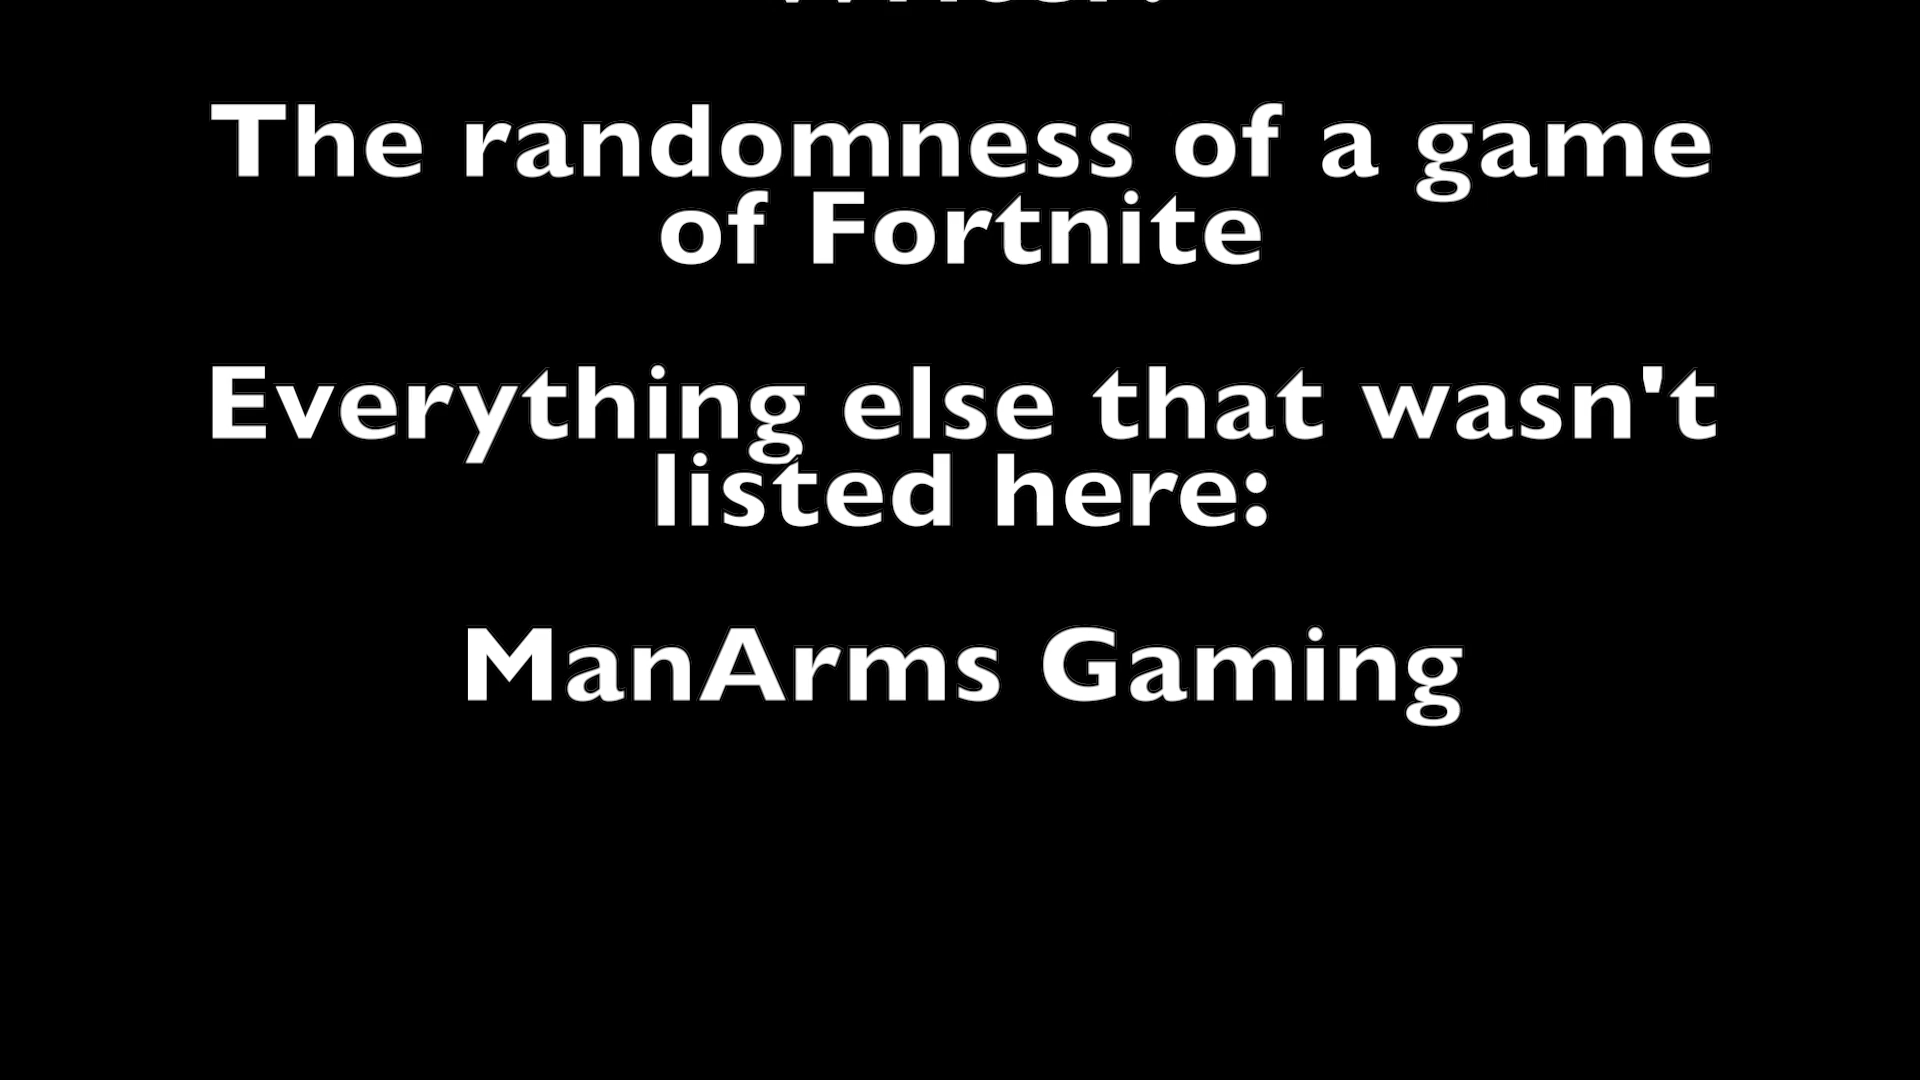 The randomness of a game
of Fortnite
Everything else that wasn't
listed here:
ManArms Gaming